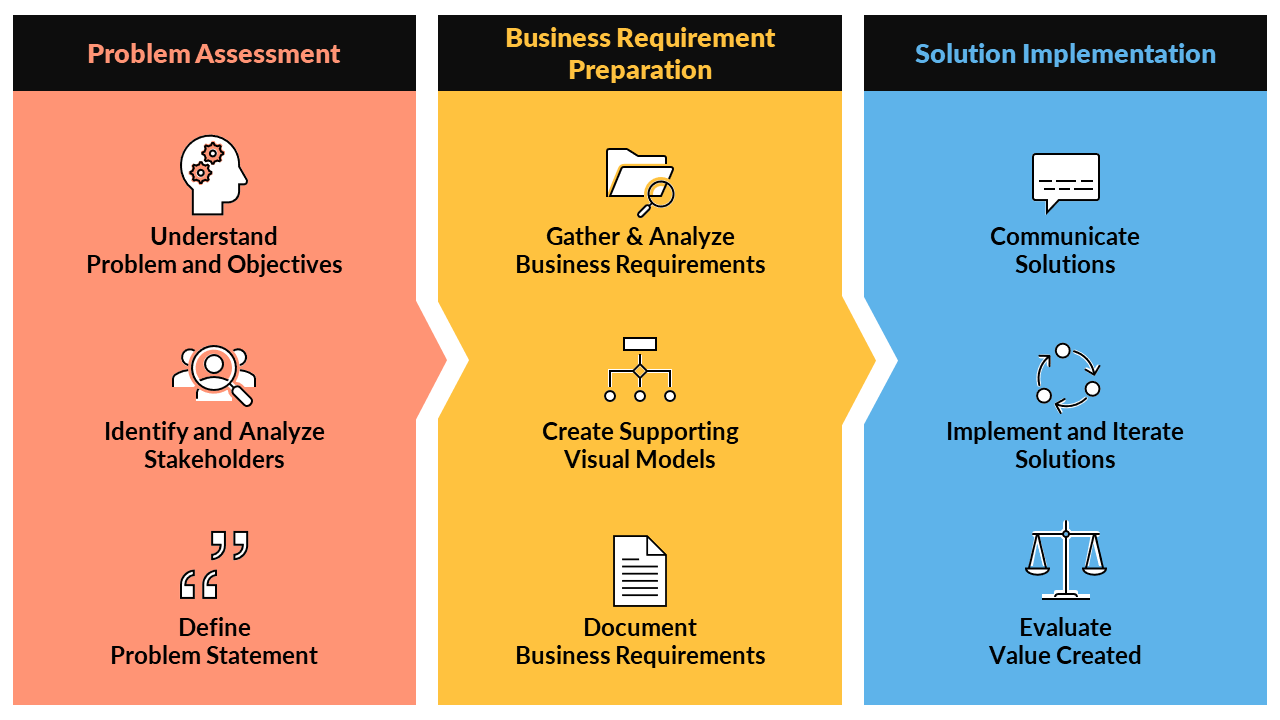 Problem Assessment
Understand
Problem and Objectives
Identify and Analyze
Stakeholders
Define
Problem Statement
Business Requirement
Preparation
Gather & Analyze
Business Requirements
Create Supporting
Visual Models
Document
Business Requirements
Solution Implementation
Communicate
Solutions
Implement and Iterate
Solutions
Evaluate
Value Created